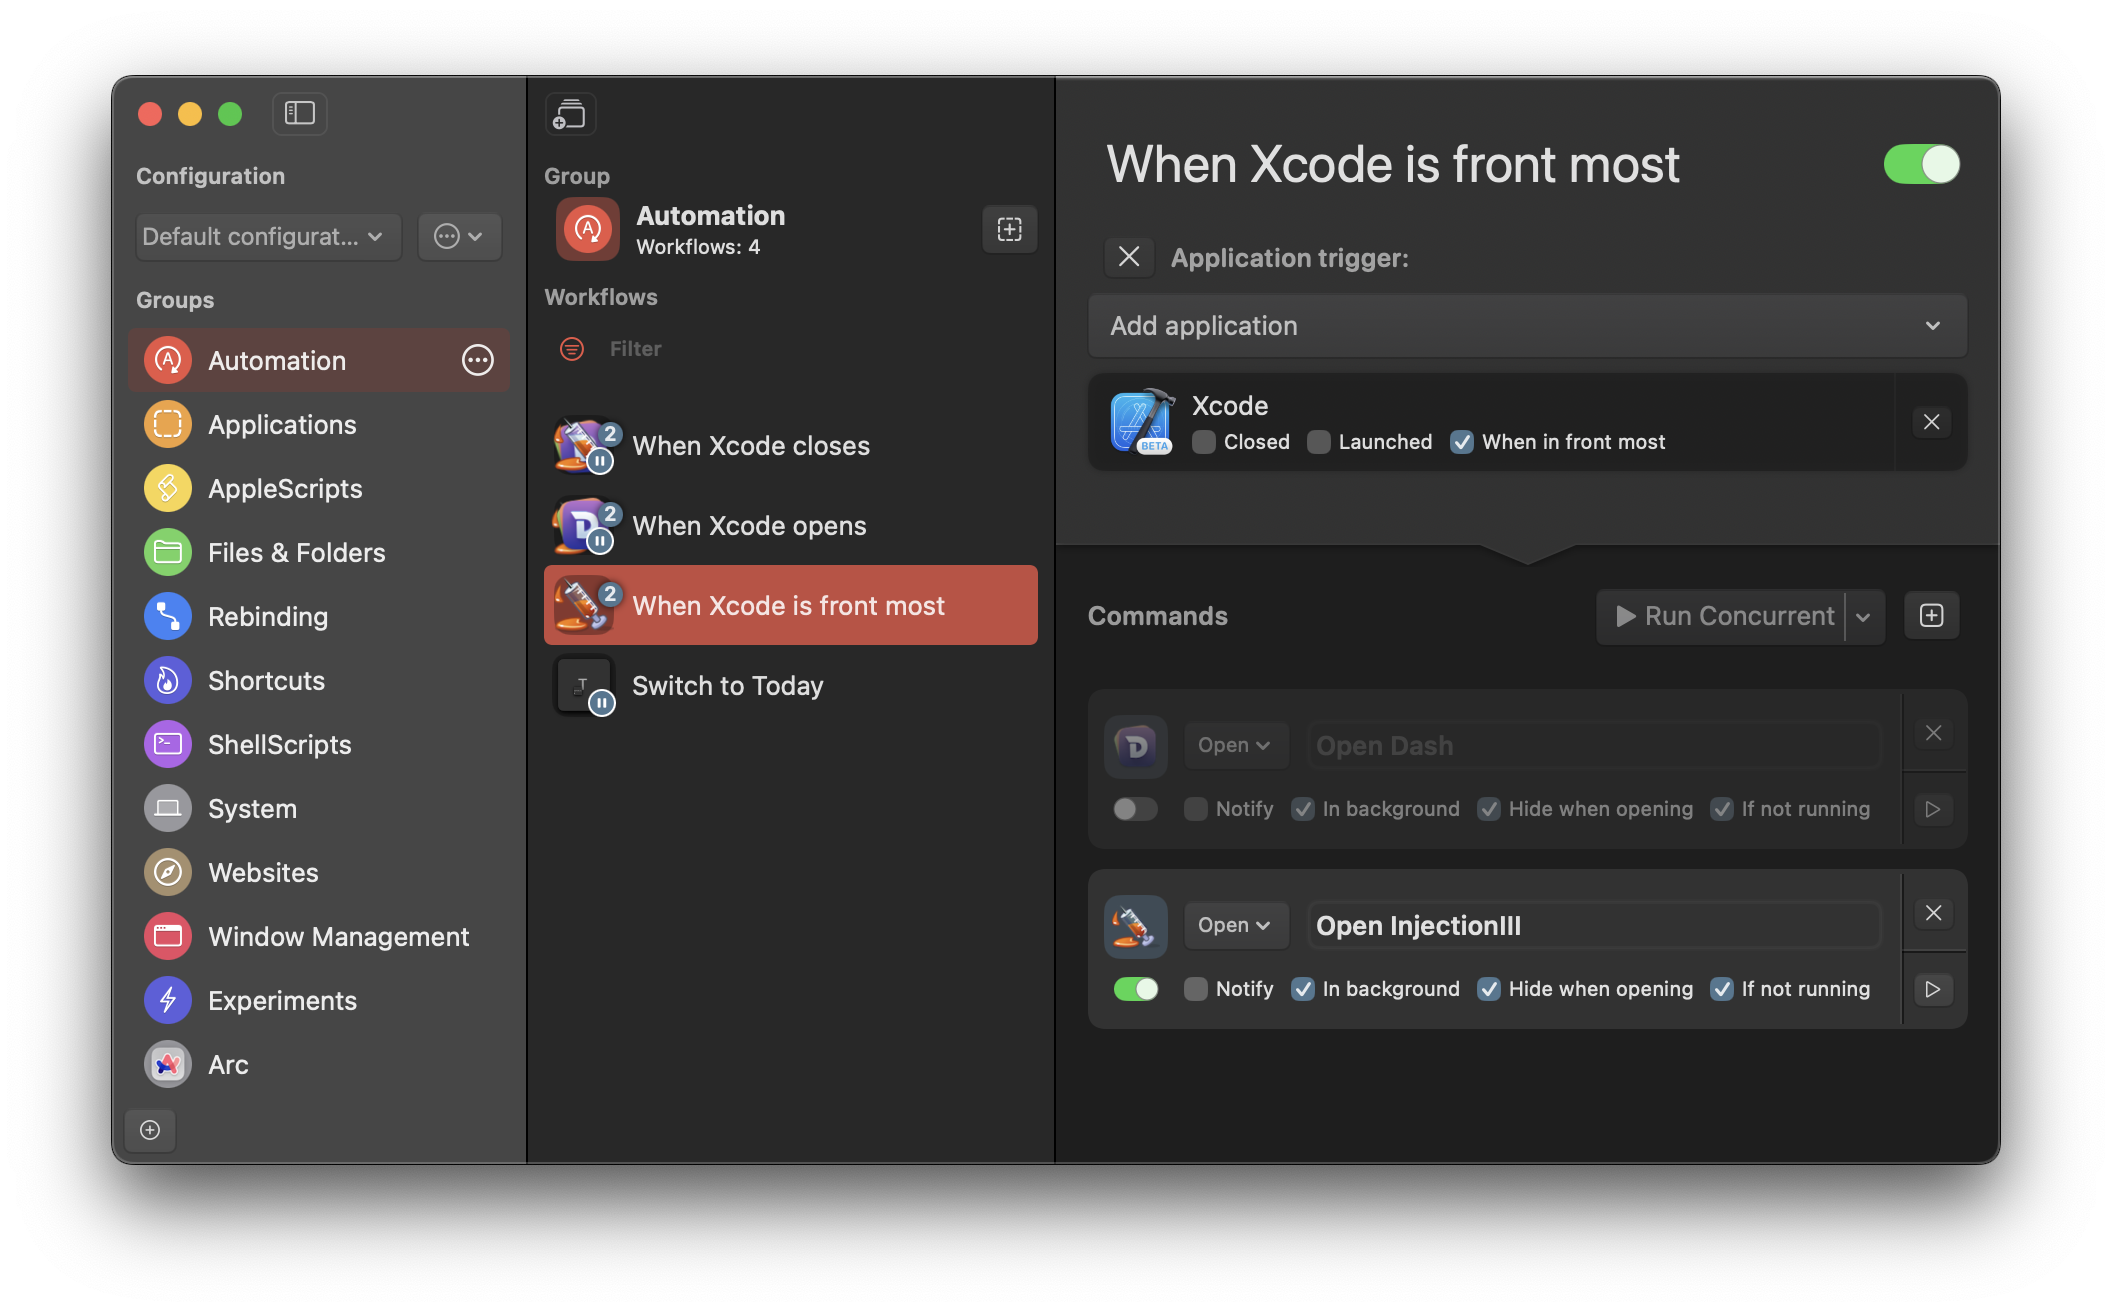 Configuration
Default configurat...
Groups
Automation
Applications
AppleScripts
Files & Folders
Rebinding
Shortcuts
ShellScripts
System
Websites
Window Management
Experiments
Arc
Group
Automation
Workflows: 4
Workflows
Filter
2
When Xcode closes
2
When Xcode opens
2
When Xcode is front most
T
Switch to Today
When Xcode is front most
Application trigger:
Add application
BETA
Xcode
Closed Launched When in front most
Commands
Run Concurrent
D
Open
Open Dash
Notify In background Hide when opening If not running
Open
Open InjectionIII
Notify In background Hide when opening If not running